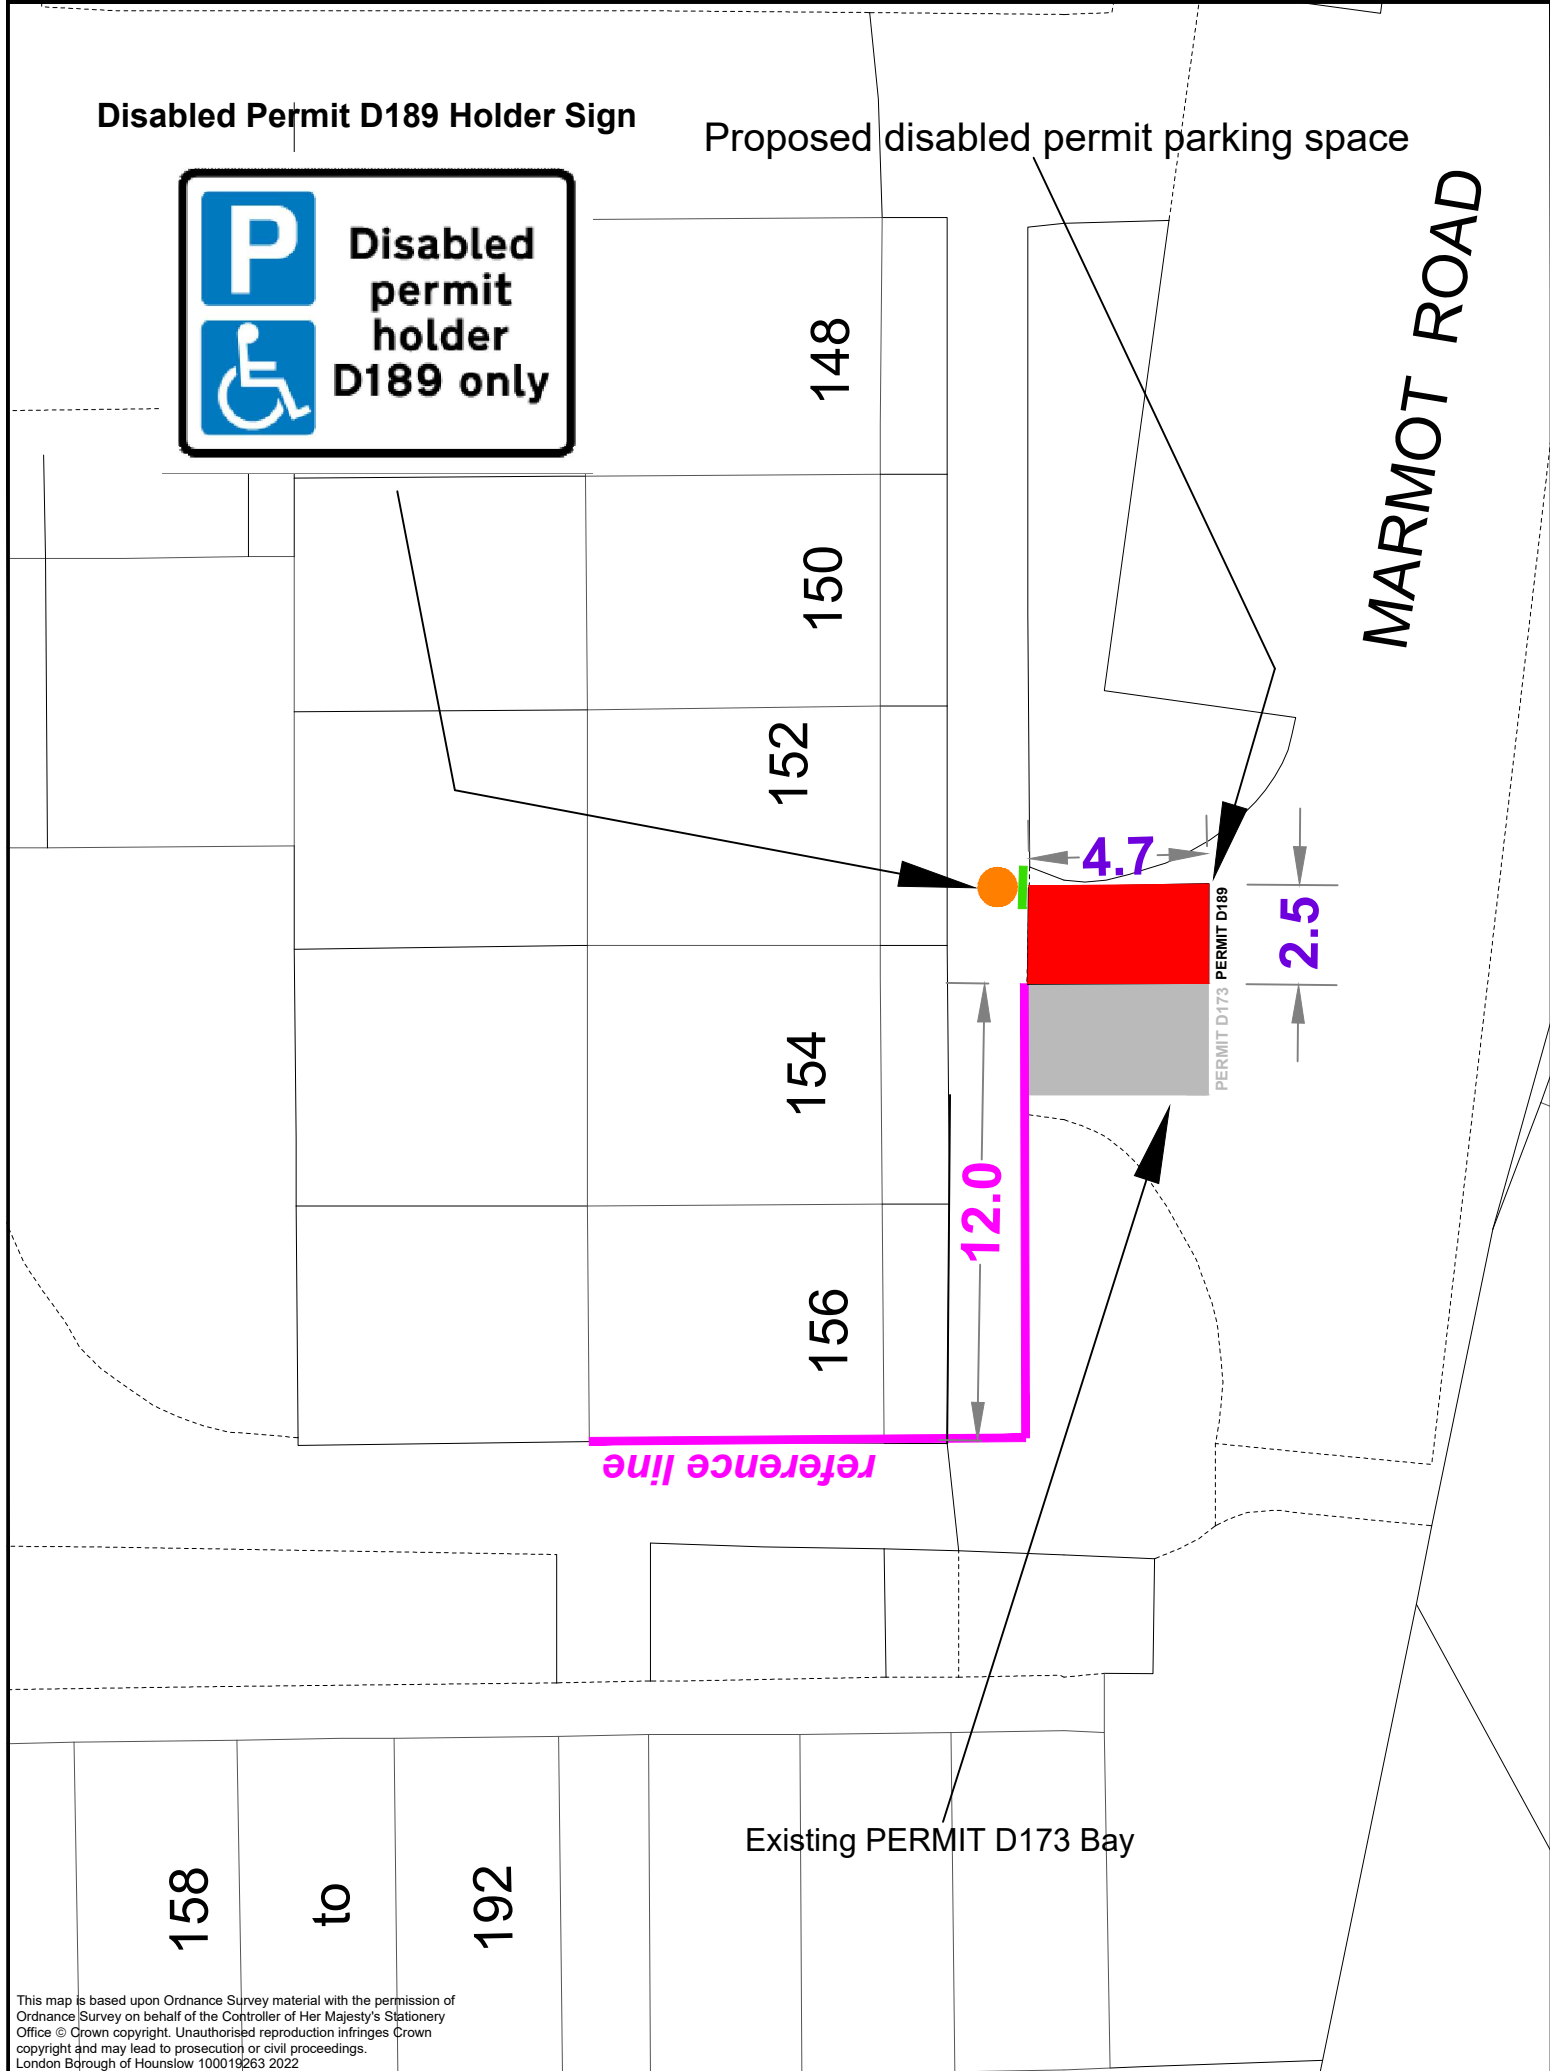 Disabled Permit D189 Holder Sign
Proposed disabled permit parking space
P
Disabled
permit
holder
D189 only
MARMOT ROAD
148
150
152
154
156
4.7
2.5
PERMIT D189
PERMIT D173
12.0
reference line
Existing PERMIT D173 Bay
158 to 192
This map is based upon Ordnance Survey material with the permission of
Ordnance Survey on behalf of the Controller of Her Majesty's Stationery
Office © Crown copyright. Unauthorised reproduction infringes Crown
copyright and may lead to prosecution or civil proceedings.
London Borough of Hounslow 100019263 2022